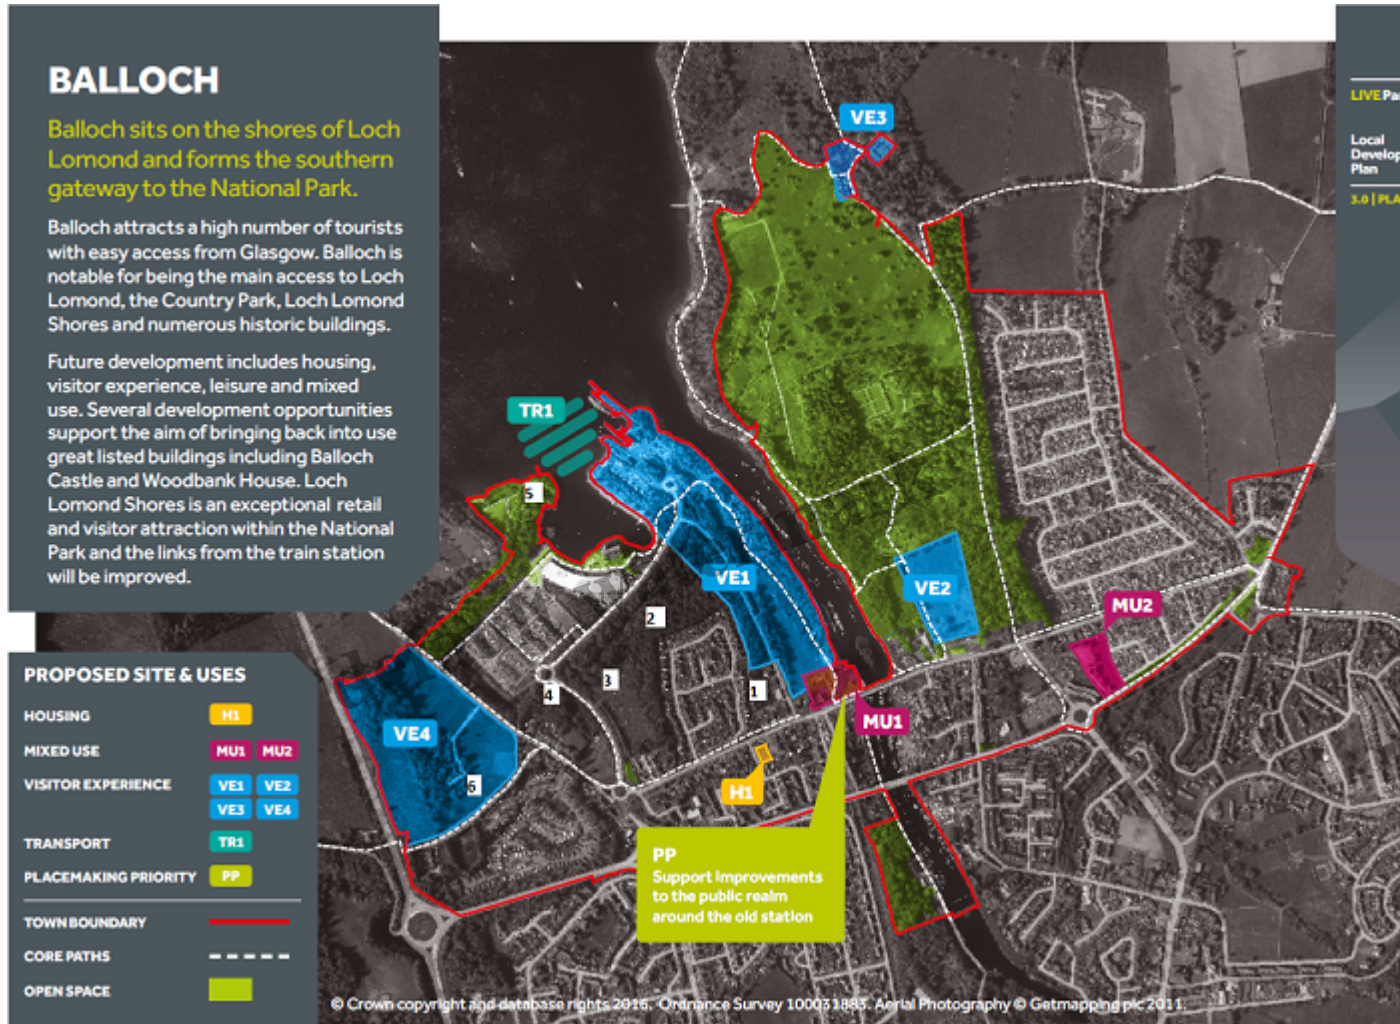 BALLOCH
Balloch sits on the shores of Loch
Lomond and forms the southern
gateway to the National Park.
Balloch attracts a high number of tourists
with easy access from Glasgow. Balloch is
notable for being the main access to Loch
Lomond, the Country Park, Loch Lomond
Shores and numerous historic buildings.
Future development includes housing,
visitor experience, leisure and mixed
use. Several development opportunities
support the aim of bringing back into use
great listed buildings including Balloch
Castle and Woodbank House. Loch
Lomond Shores is an exceptional retail
and visitor attraction within the National
Park and the links from the train station
will be improved.
PROPOSED SITE & USES
HOUSING H1
MIXED USE MU1 MU2
VISITOR EXPERIENCE VE1 VE2
VE3 VE4
TRANSPORT TR1
PLACEMAKING PRIORITY PP
TOWN BOUNDARY
CORE PATHS
OPEN SPACE
VE3
TR1
5
VE1
VE2
2
MU2
3
4
1
MU1
VE4
6
H1
PP
Support improvements
to the public realm
around the old station
© Crown copyright and database rights 2016. Ordnance Survey 100031883. Aerial Photography © Getmapping plc 2011.
LIVE
Local
Plan
3.0 |